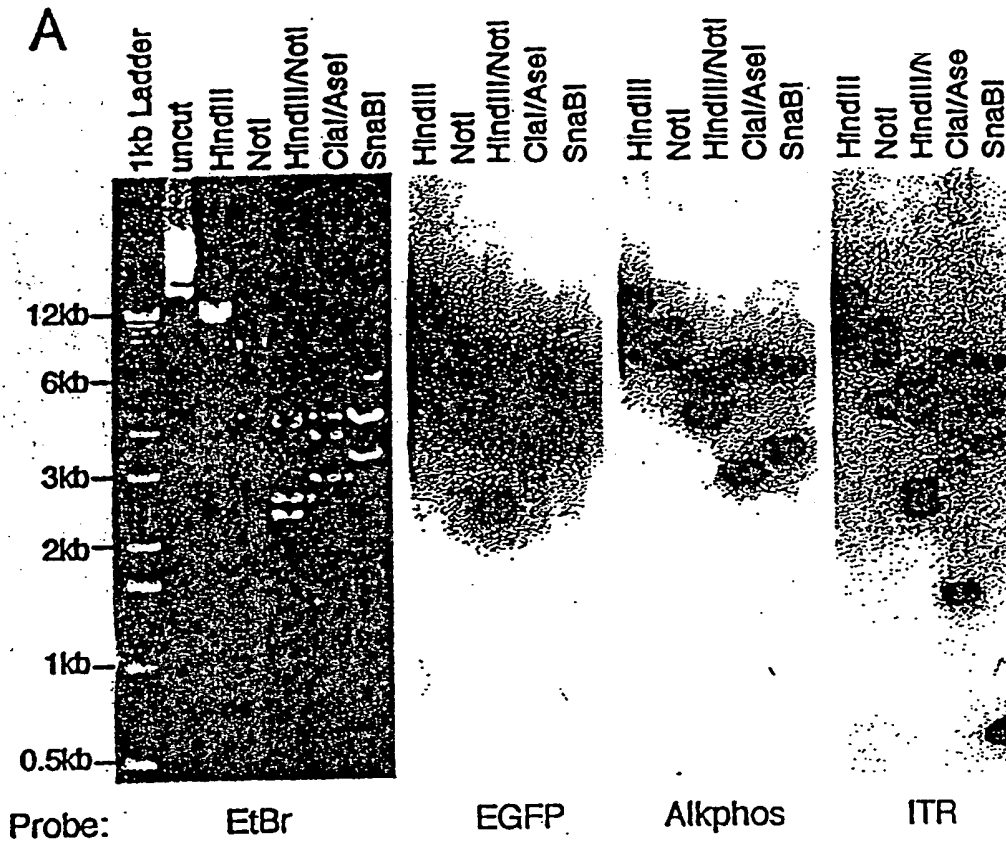 A
1kb Ladder
uncut
HindIII
NotI
HindIII/NotI
ClaI/AseI
SnaBI
HindIII
NotI
HindIII/NotI
ClaI/AseI
SnaBI
HindIII
NotI
HindIII/NotI
ClaI/AseI
SnaBI
HindIII
NotI
HindIII/N
ClaI/Ase
SnaBI
12kb
6kb
3kb
2kb
1kb
0.5kb
Probe: EtBr EGFP Alkphos ITR